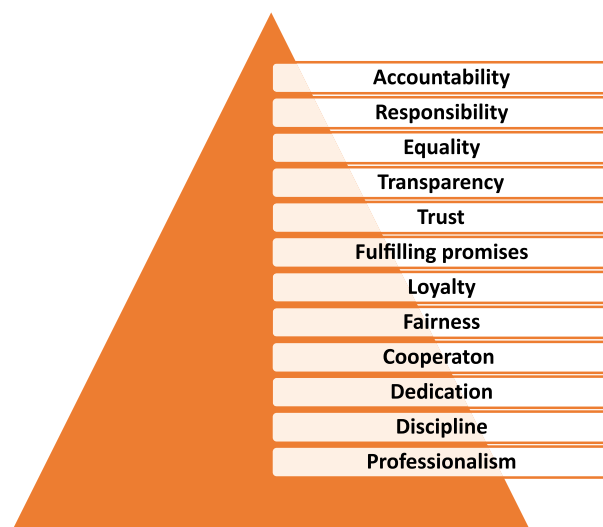 Accountability
Responsibility
Equality
Transparency
Trust
Fulfilling promises
Loyalty
Fairness
Cooperaton
Dedication
Discipline
Professionalism